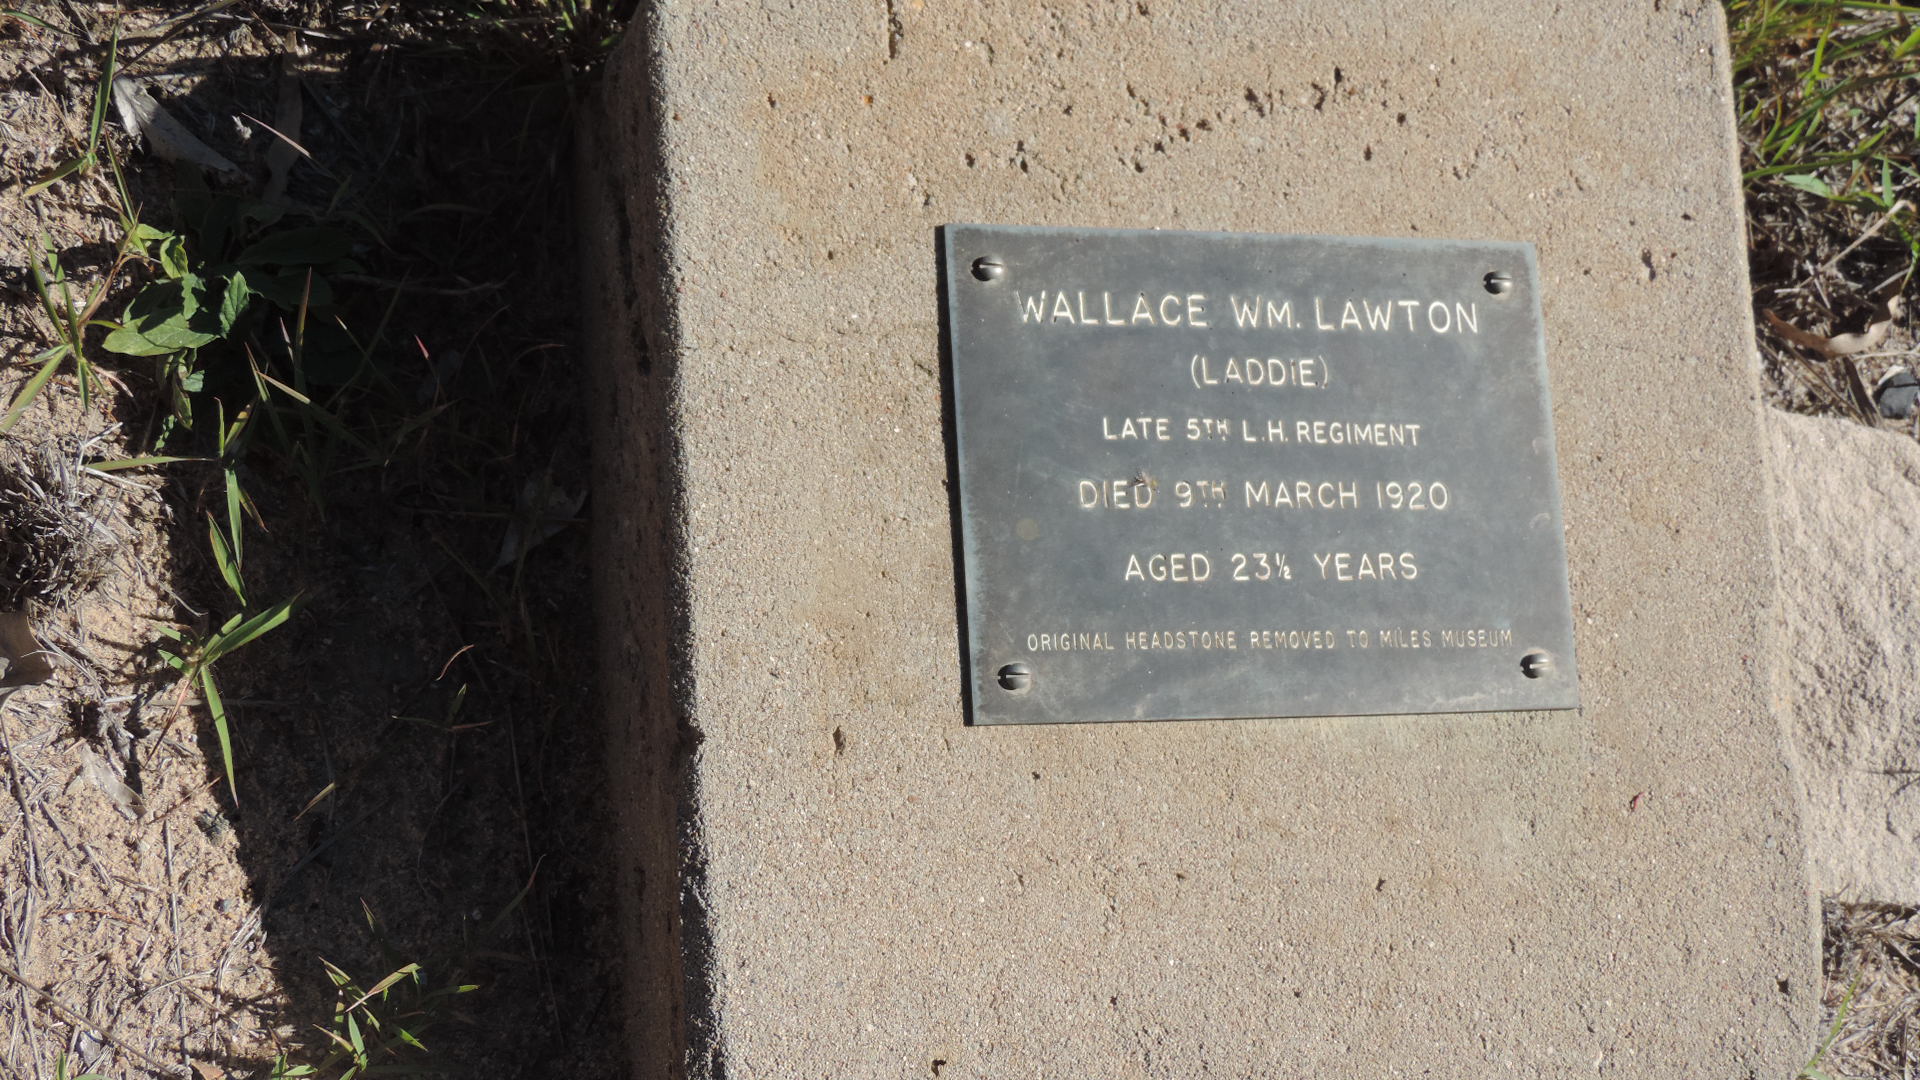 WALLACE WM. LAWTON
(LADDIE)
LATE 5TH L.H. REGIMENT
DIED 9TH MARCH 1920
AGED 23½ YEARS
ORIGINAL HEADSTONE REMOVED TO MILES MUSEUM